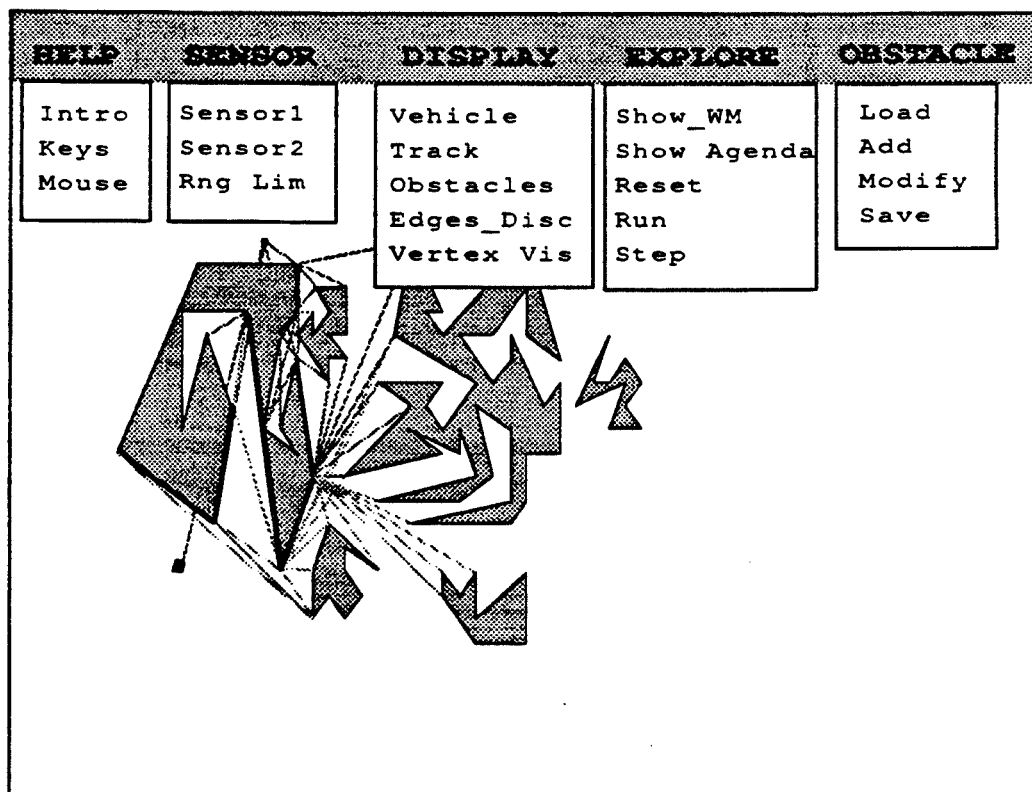 HELP SENSOR DISPLAY EXPLORE OBSTACLE
Intro
Keys
Mouse
Sensor1
Sensor2
Rng Lim
Vehicle
Track
Obstacles
Edges_Disc
Vertex Vis
Show_WM
Show Agenda
Reset
Run
Step
Load
Add
Modify
Save